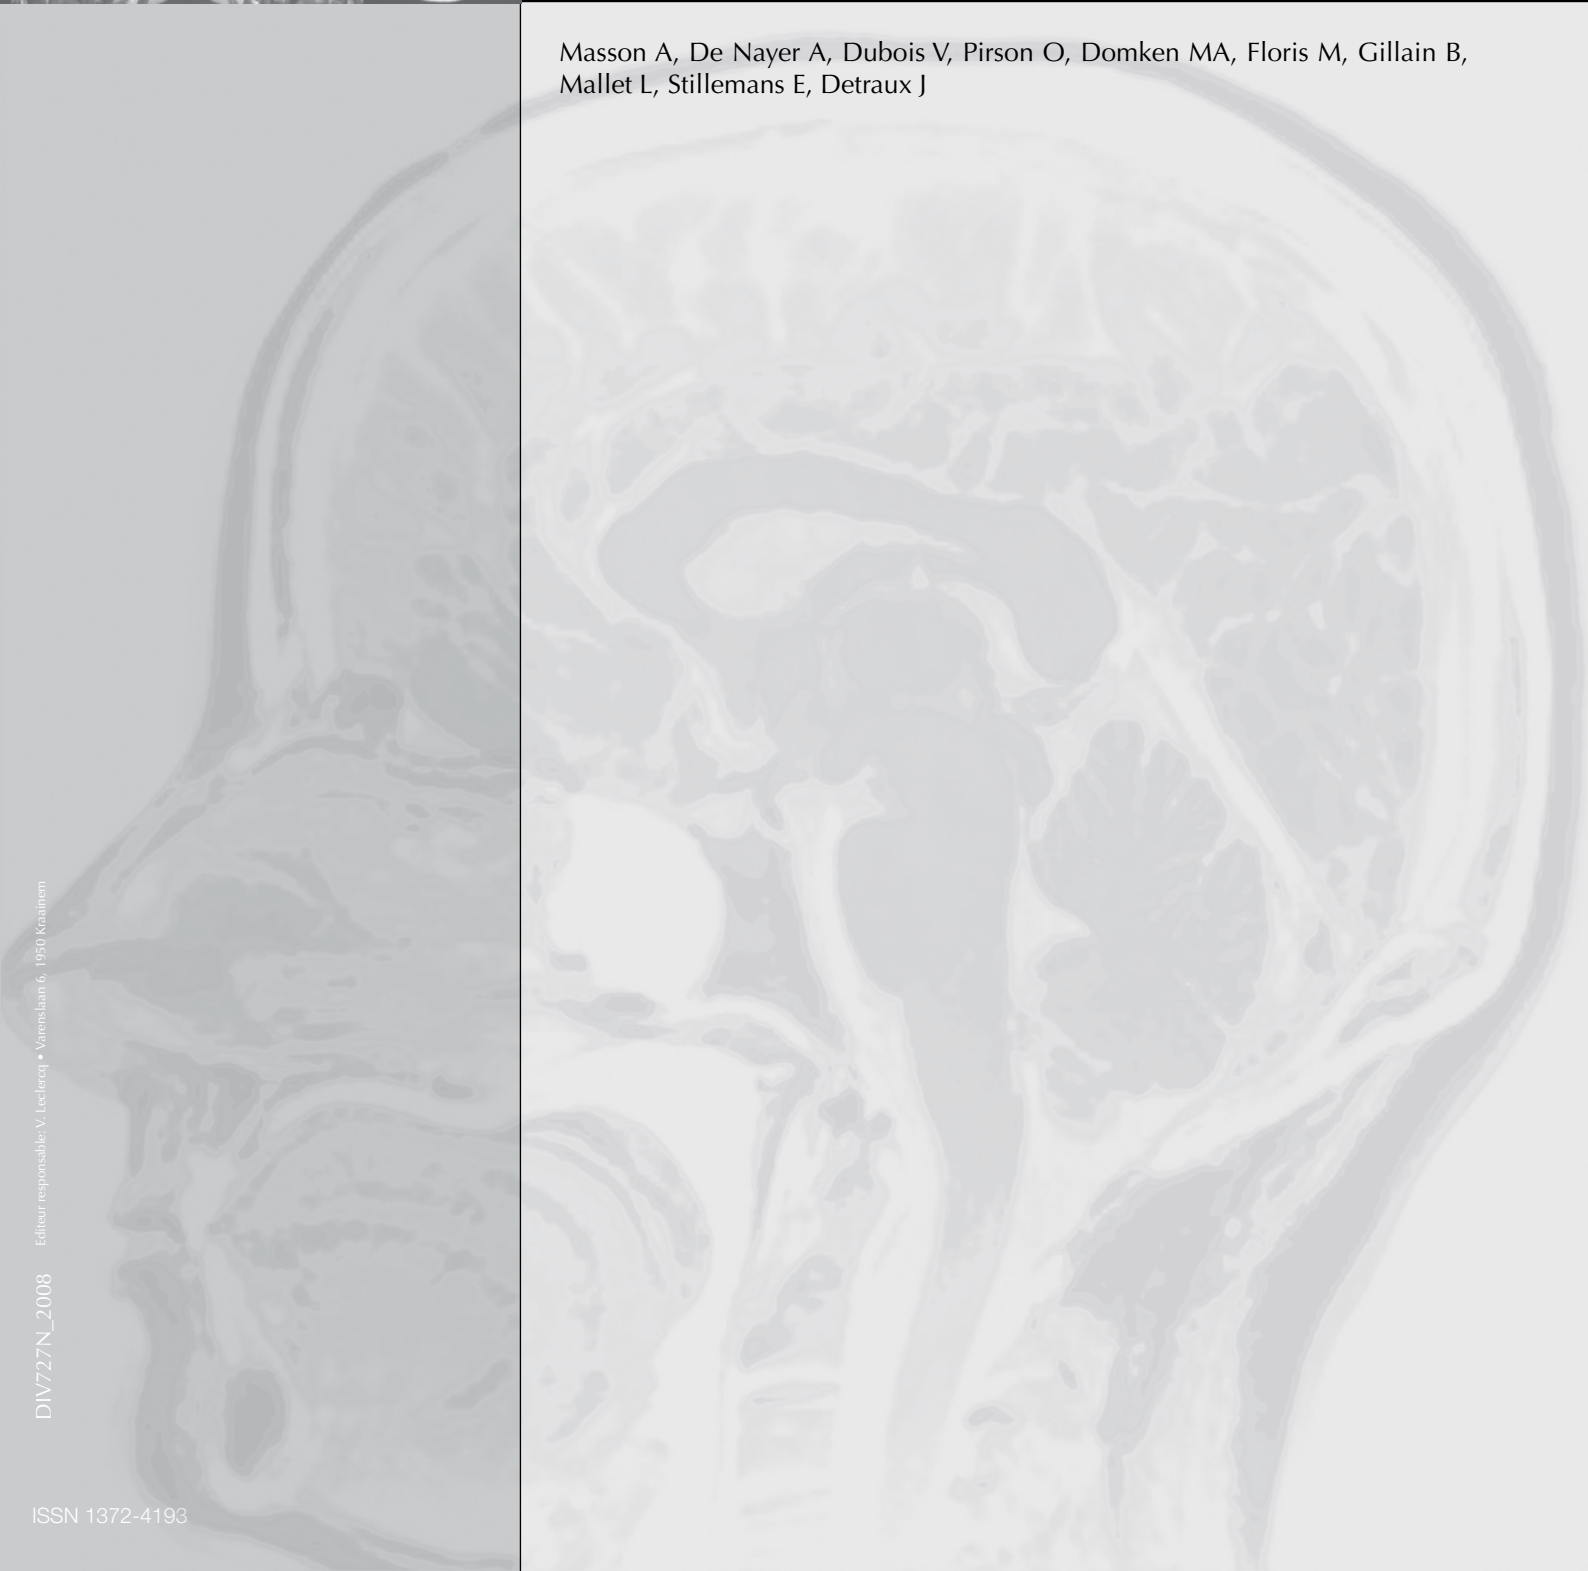 Masson A, De Nayer A, Dubois V, Pirson O, Domken MA, Floris M, Gillain B,
Mallet L, Stillemans E, Detraux J
DIV727N_2008 Editeur responsable: V. Leclercq • Varenslaan 6, 1950 Kraainem
ISSN 1372-4193